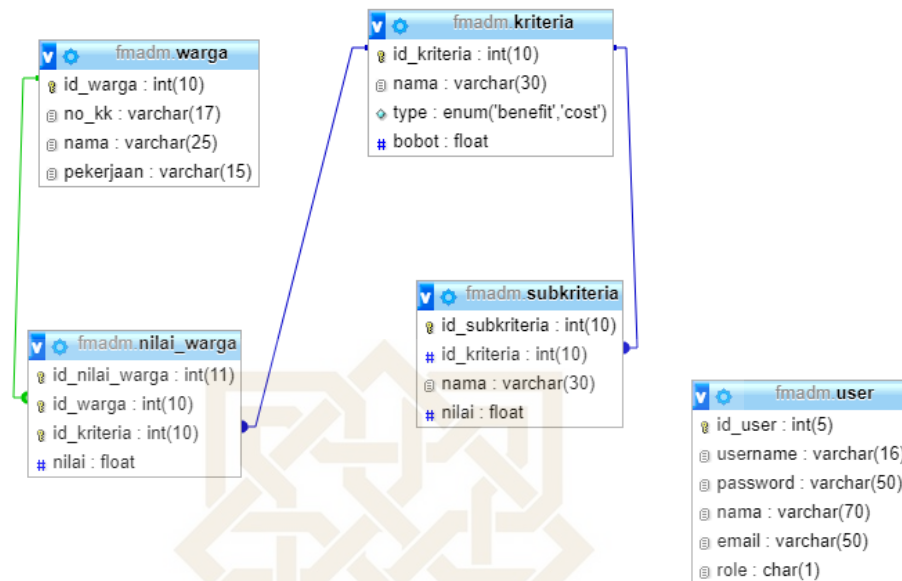 fmadm.warga
id_warga : int(10)
no_kk : varchar(17)
nama : varchar(25)
pekerjaan : varchar(15)
fmadm.kriteria
id_kriteria : int(10)
nama : varchar(30)
type : enum('benefit','cost')
bobot : float
fmadm.nilai_warga
id_nilai_warga : int(11)
id_warga : int(10)
id_kriteria : int(10)
nilai : float
fmadm.subkriteria
id_subkriteria : int(10)
id_kriteria : int(10)
nama : varchar(30)
nilai : float
fmadm.user
id_user : int(5)
username : varchar(16)
password : varchar(50)
nama : varchar(70)
email : varchar(50)
role : char(1)